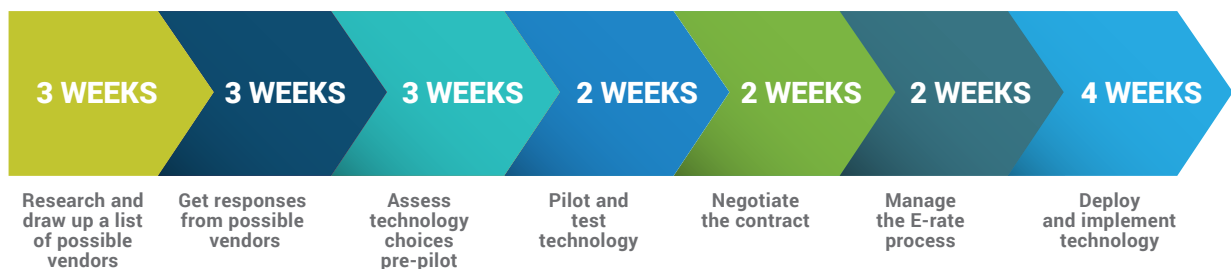 3 WEEKS
3 WEEKS
3 WEEKS
2 WEEKS
2 WEEKS
2 WEEKS
4 WEEKS
Research and
draw up a list
of possible
vendors
Get responses
from possible
vendors
Assess
technology
choices
pre-pilot
Pilot and
test
technology
Negotiate
the contract
Manage
the E-rate
process
Deploy
and implement
technology